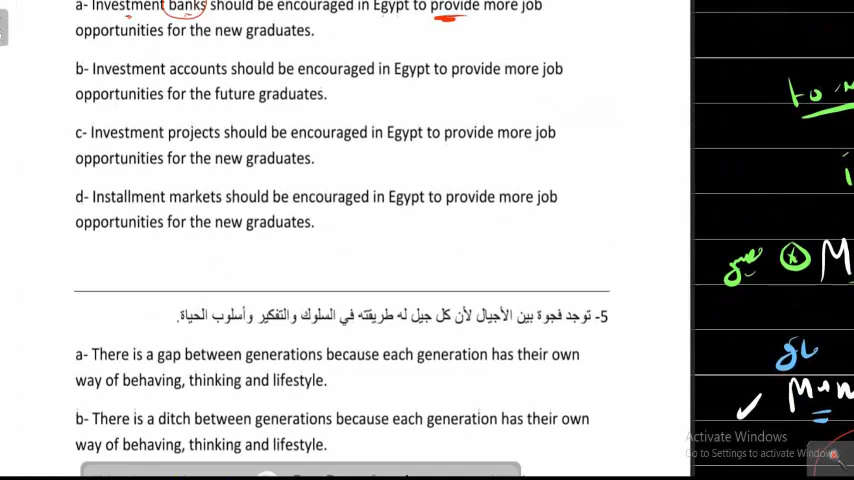 a- Investment banks should be encouraged in Egypt to provide more job
opportunities for the new graduates.
b- Investment accounts should be encouraged in Egypt to provide more job
opportunities for the future graduates.
c- Investment projects should be encouraged in Egypt to provide more job
opportunities for the new graduates.
d- Installment markets should be encouraged in Egypt to provide more job
opportunities for the new graduates.
5- توجد فجوة بين الأجيال لأن كل جيل له طريقته في السلوك والتفكير وأسلوب الحياة.
a- There is a gap between generations because each generation has their own
way of behaving, thinking and lifestyle.
b- There is a ditch between generations because each generation has their own
way of behaving, thinking and lifestyle.
to
Activate Windows
Go to Settings to activate Windows.